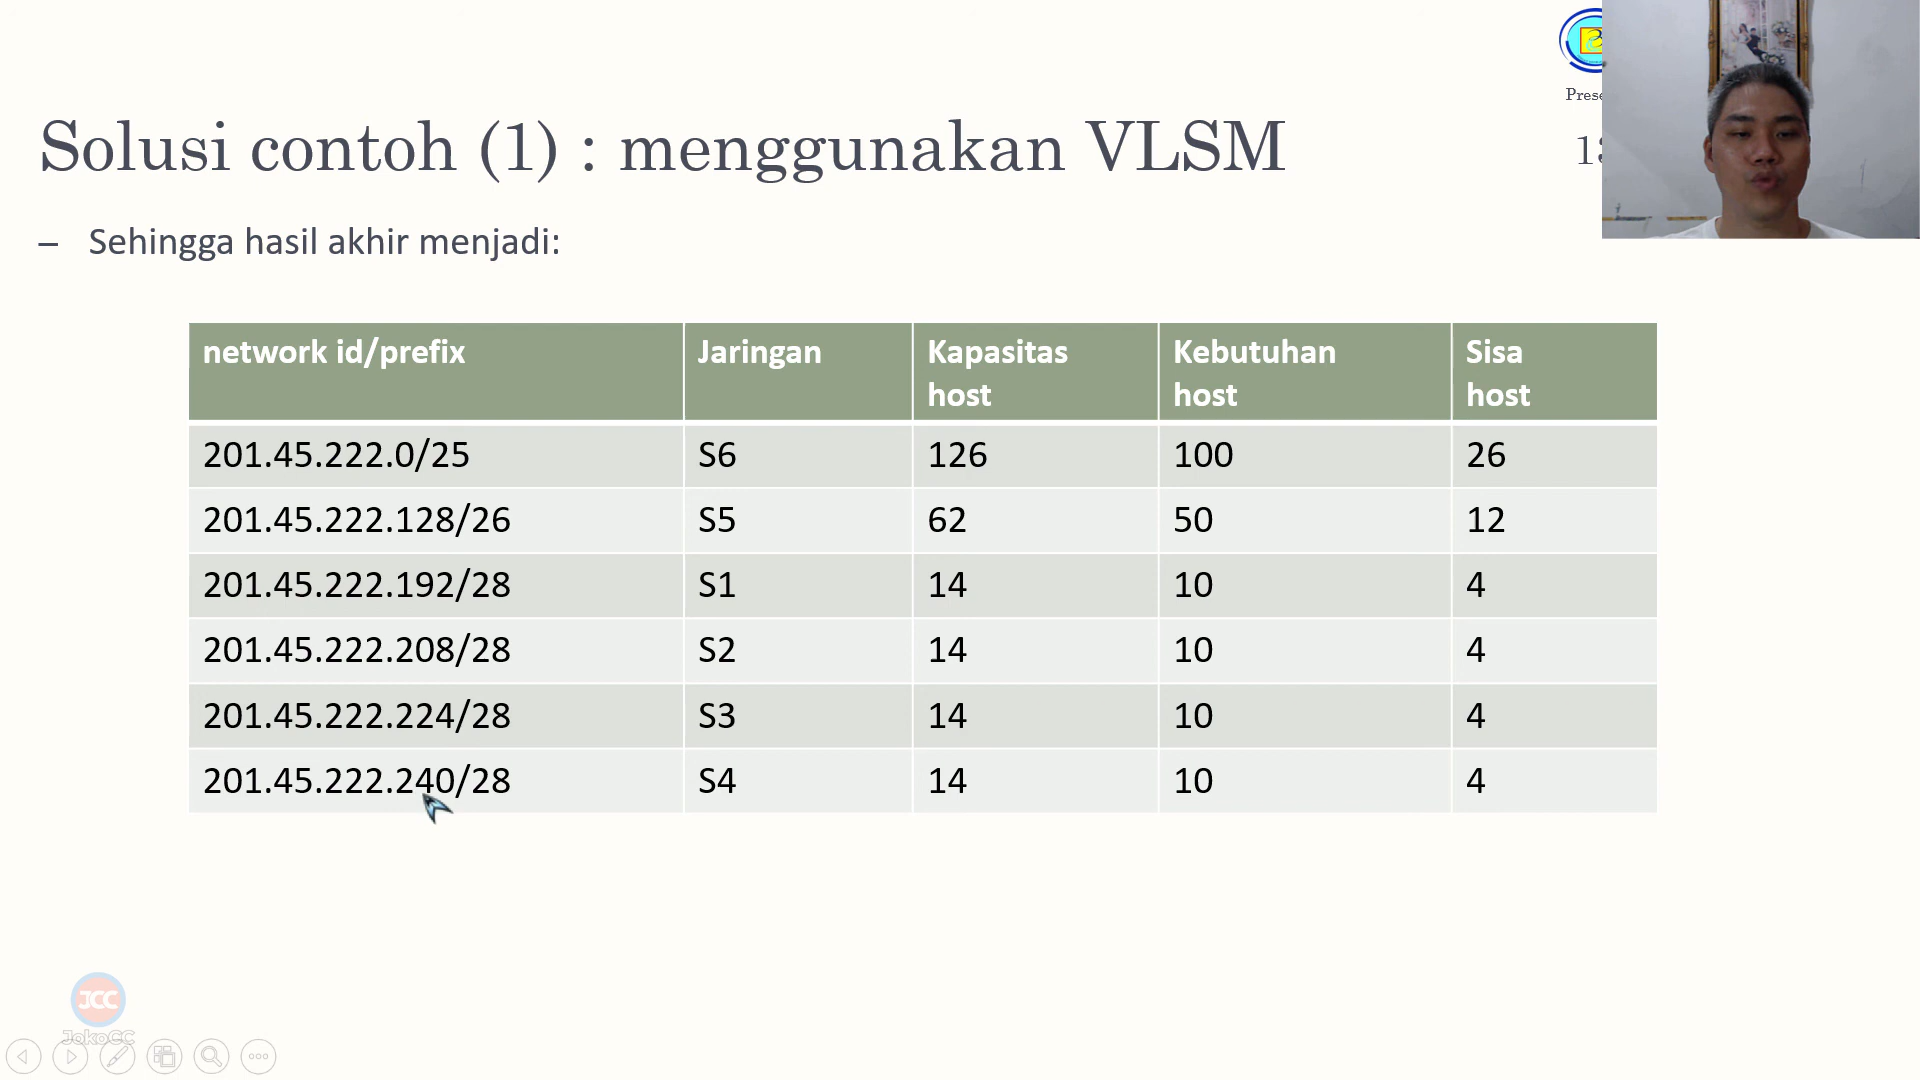 Solusi contoh (1) : menggunakan VLSM
– Sehingga hasil akhir menjadi:
network id/prefix Jaringan Kapasitas host Kebutuhan host Sisa host
201.45.222.0/25 S6 126 100 26
201.45.222.128/26 S5 62 50 12
201.45.222.192/28 S1 14 10 4
201.45.222.208/28 S2 14 10 4
201.45.222.224/28 S3 14 10 4
201.45.222.240/28 S4 14 10 4
JCC
JokoCC